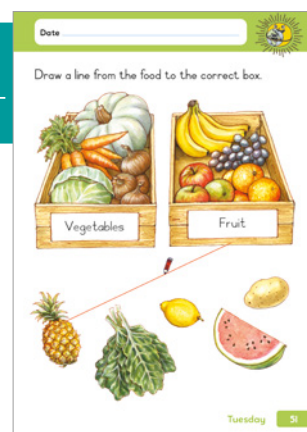 Date
Draw a line from the food to the correct box.
Vegetables
Fruit
Tuesday 51